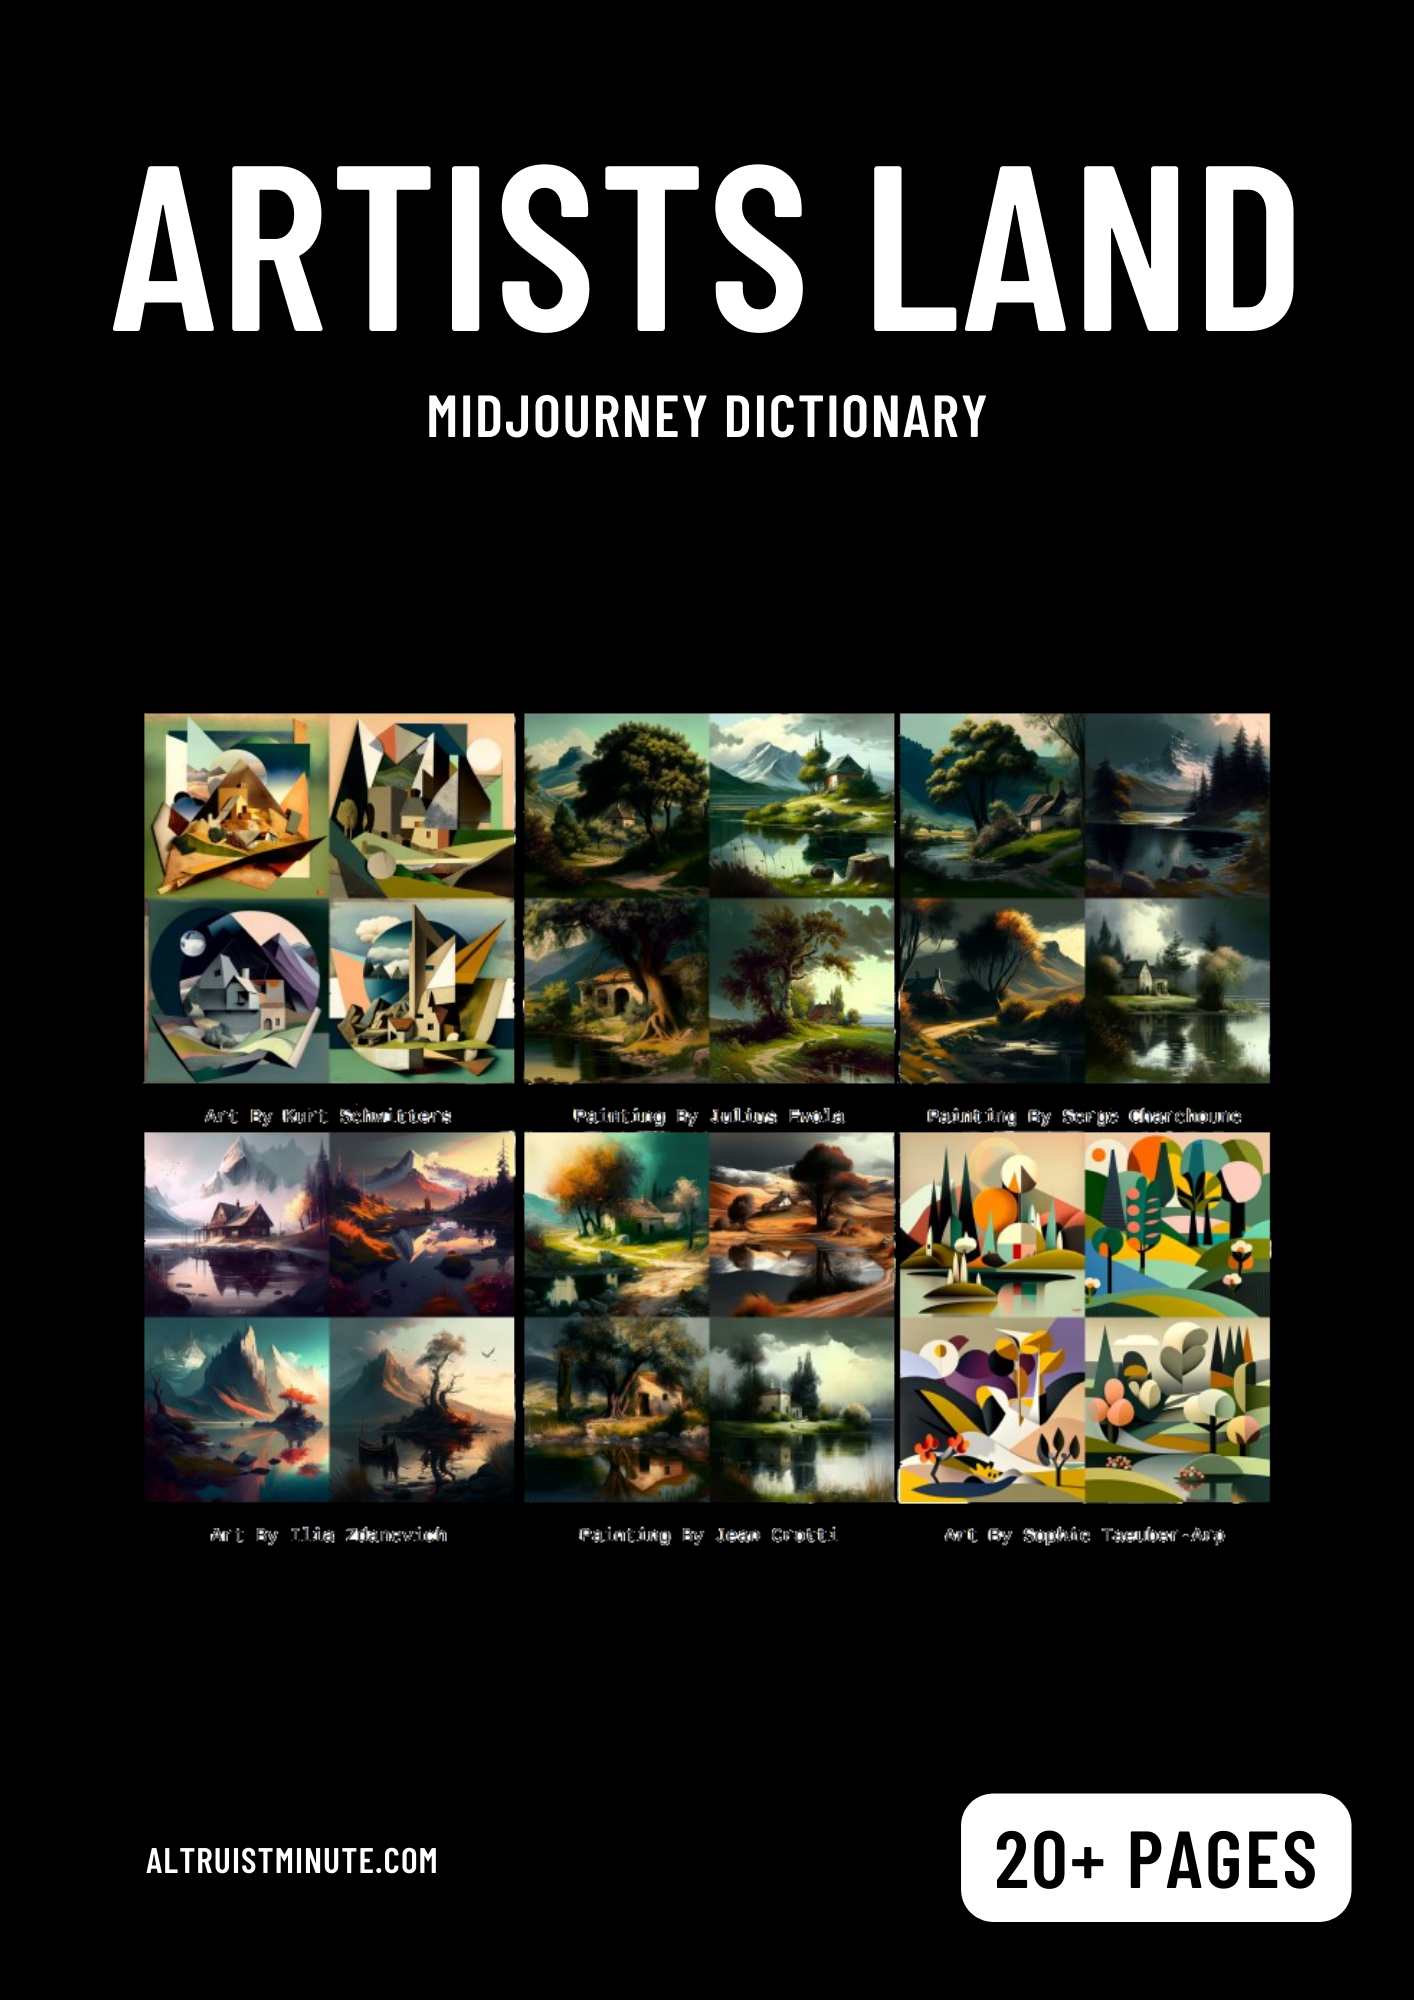 ARTISTS LAND
MIDJOURNEY DICTIONARY
Art By Kurt Schwitters
Painting By Julius Evola
Painting By Serge Charchoune
Art By Ilia Zdanevich
Painting By Jean Crotti
Art By Sophie Taeuber-Arp
ALTRUISTMINUTE.COM
20+ PAGES